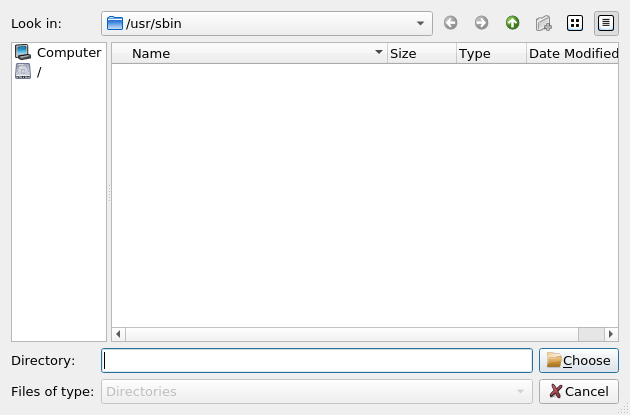 Look in: /usr/sbin
Computer
/
Name Size Type Date Modified
Directory: Choose
Files of type: Directories Cancel